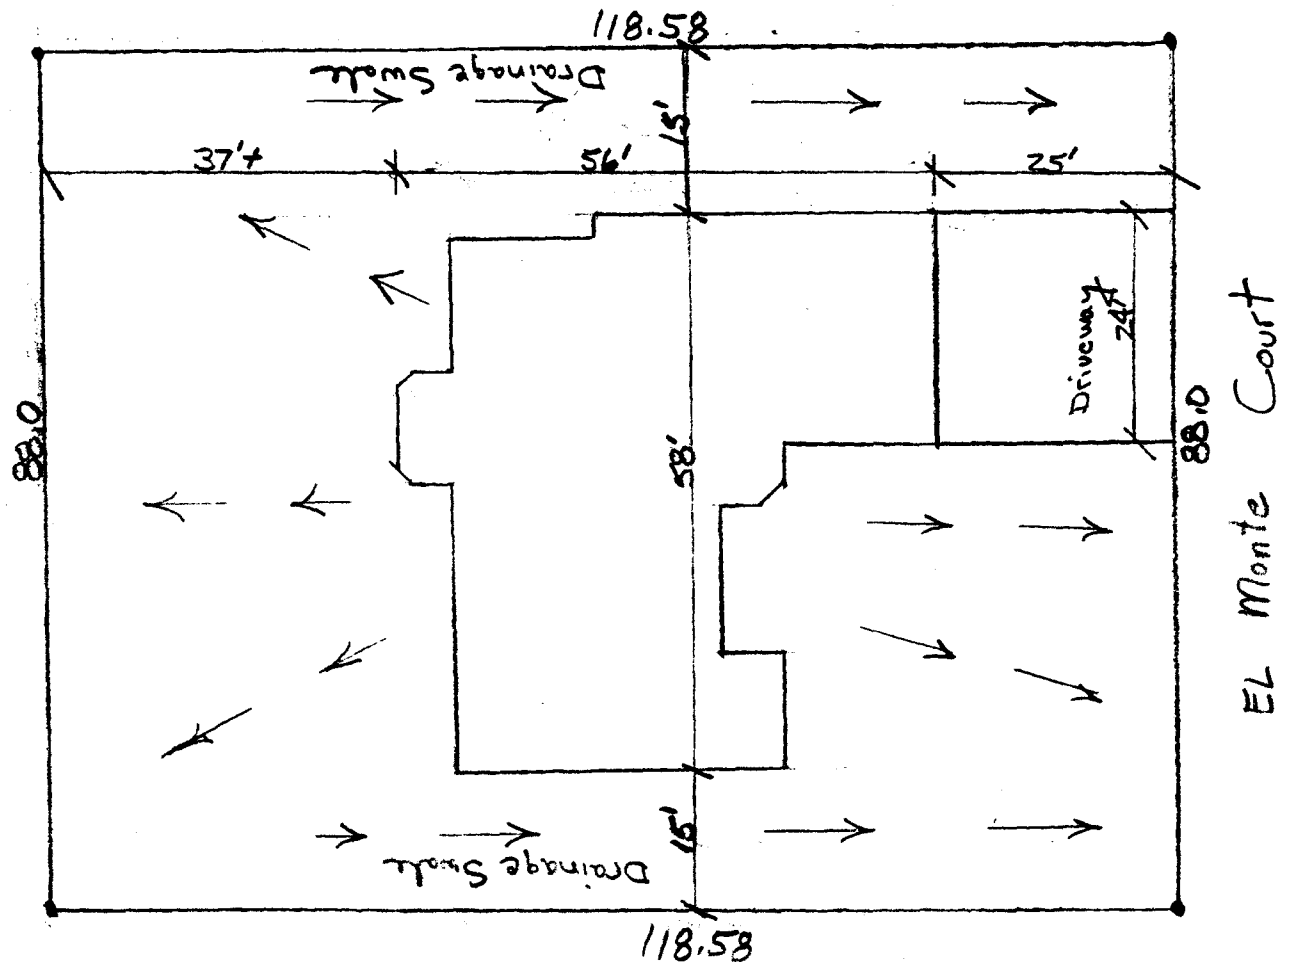 118.58
Drainage Swale
15'
37'+
56'
25'
Driveway
24'
88.0
58'
88.0
EL Monte Court
15'
Drainage Swale
118.58